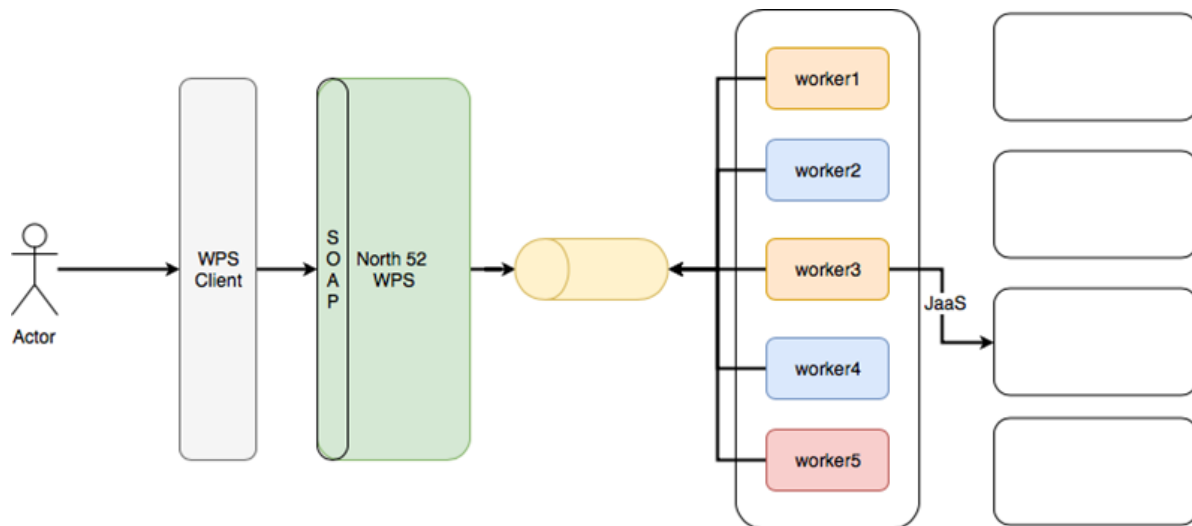 Actor
WPS
Client
S
O
A
P
North 52
WPS
worker1
worker2
worker3
worker4
worker5
JaaS